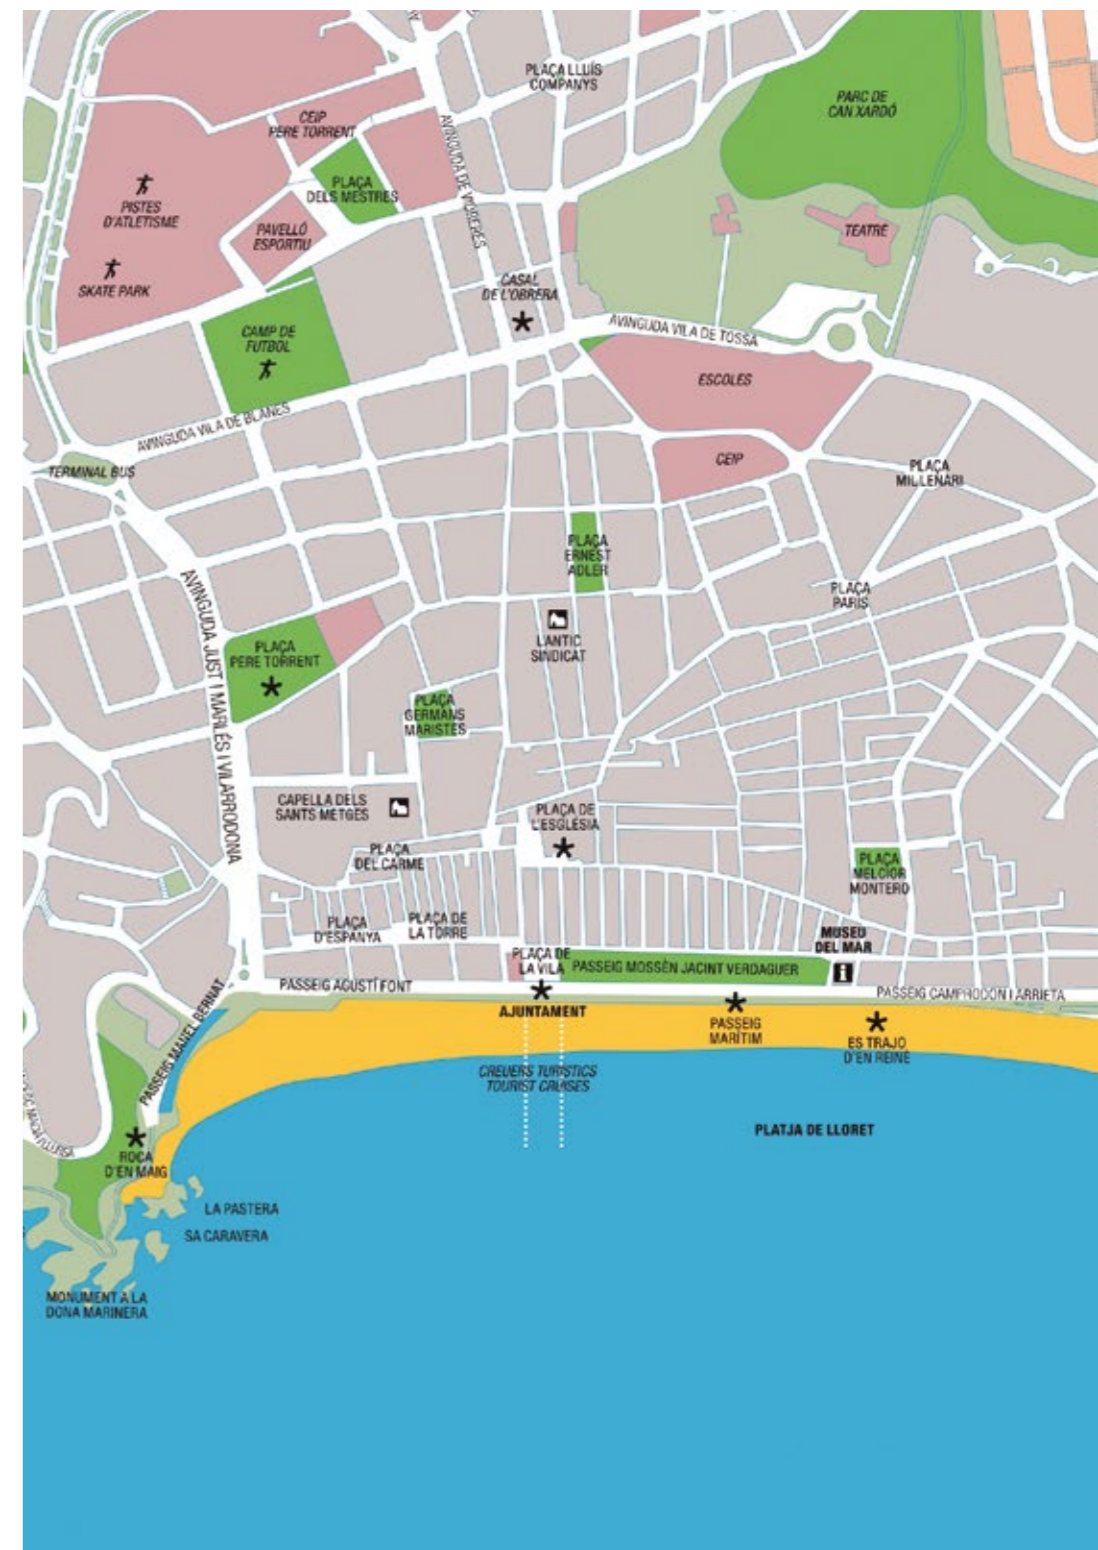 PLAÇA LLUÍS
COMPANYS
PARC DE
CAN XARDÓ
CEIP
PERE TORRENT
AVINGUDA DE VIDRERES
PLAÇA
DELS MESTRES
PISTES
D'ATLETISME
PAVELLÓ
ESPORTIU
TEATRE
SKATE PARK
CASAL
DE L'OBRERA
CAMP DE
FUTBOL
AVINGUDA VILA DE TOSSA
ESCOLES
AVINGUDA VILA DE BLANES
TERMINAL BUS
CEIP
PLAÇA
MIL.LENARI
PLAÇA
ERNEST
ADLER
AVINGUDA JUST I MARLÉS I VILARRODONA
PLAÇA
PARIS
PLAÇA
PERE TORRENT
L'ANTIC
SINDICAT
PLAÇA
GERMANS
MARISTES
CAPELLA DELS
SANTS METGES
PLAÇA DE
L'ESGLÉSIA
PLAÇA
DEL CARME
PLAÇA
MELCIOR
MONTERO
PLAÇA
D'ESPANYA
PLAÇA DE
LA TORRE
MUSEU
DEL MAR
PLAÇA DE
LA VILA
PASSEIG MOSSÈN JACINT VERDAGUER
PASSEIG AGUSTÍ FONT
PASSEIG CAMPRODON I ARRIETA
AJUNTAMENT
PASSEIG
MARÍTIM
ES TRAJO
D'EN REINÉ
PASSEIG MANEL BERNAT
CREUERS TURÍSTICS
TOURIST CRUISES
PLATJA DE LLORET
ROCA
D'EN MAIG
LA PASTERA
SA CARAVERA
MONUMENT A LA
DONA MARINERA